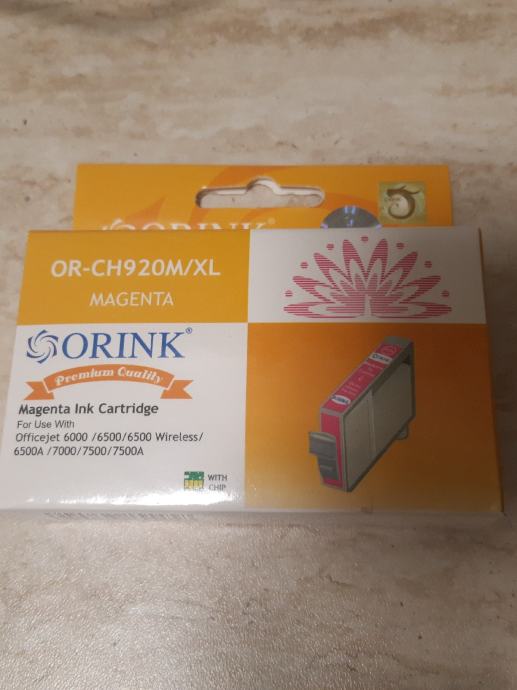 ORINK
OR-CH920M/XL
MAGENTA
ORINK®
Premium Quality
Magenta Ink Cartridge
For Use With
Officejet 6000 /6500/6500 Wireless/
6500A /7000/7500/7500A
WITH
CHIP